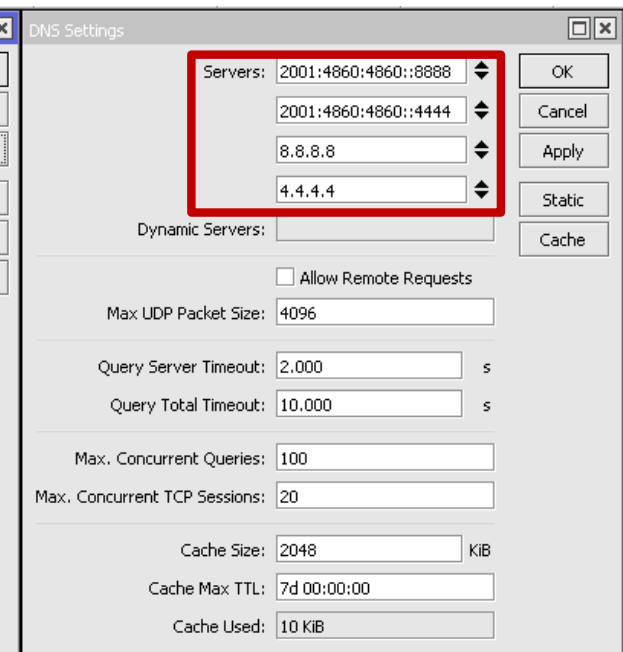 DNS Settings
Servers: 2001:4860:4860::8888 OK
2001:4860:4860::4444 Cancel
8.8.8.8 Apply
4.4.4.4 Static
Dynamic Servers: Cache
Allow Remote Requests
Max UDP Packet Size: 4096
Query Server Timeout: 2.000 s
Query Total Timeout: 10.000 s
Max. Concurrent Queries: 100
Max. Concurrent TCP Sessions: 20
Cache Size: 2048 KiB
Cache Max TTL: 7d 00:00:00
Cache Used: 10 KiB